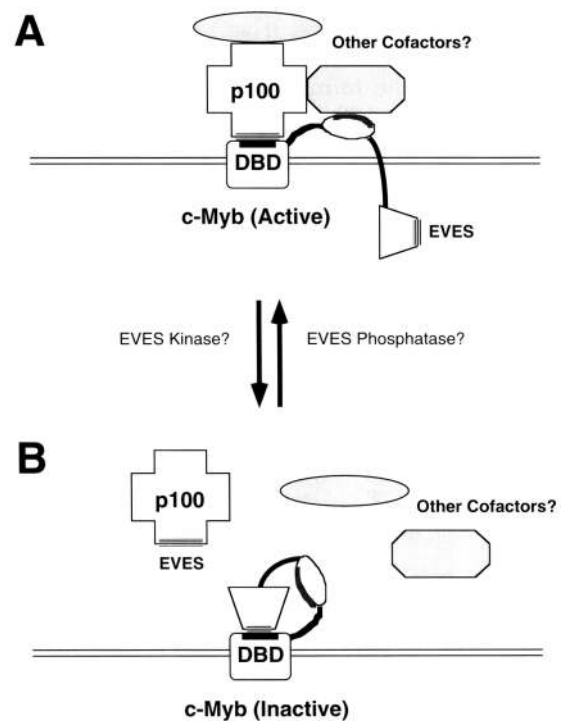 A
Other Cofactors?
p100
DBD
c-Myb (Active)
EVES
EVES Kinase?
EVES Phosphatase?
B
p100
Other Cofactors?
EVES
DBD
c-Myb (Inactive)